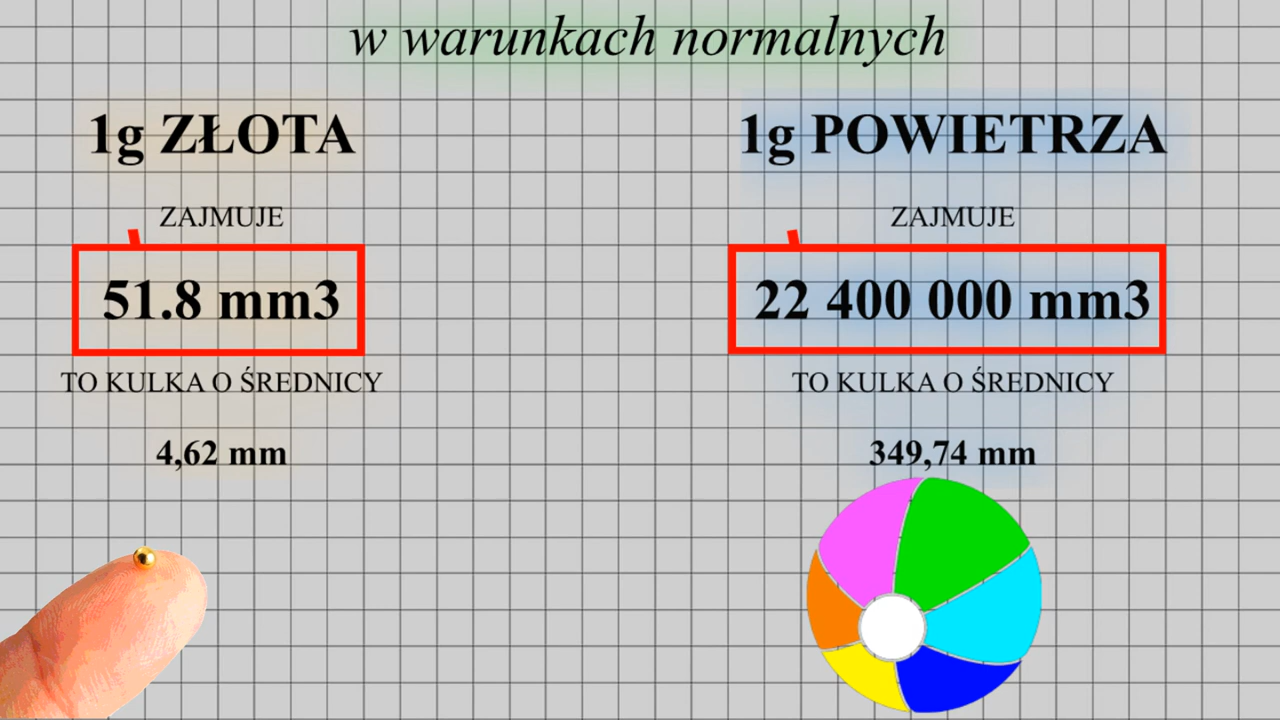 w warunkach normalnych
1g ZŁOTA
ZAJMUJE
51.8 mm3
TO KULKA O ŚREDNICY
4,62 mm
1g POWIETRZA
ZAJMUJE
22 400 000 mm3
TO KULKA O ŚREDNICY
349,74 mm